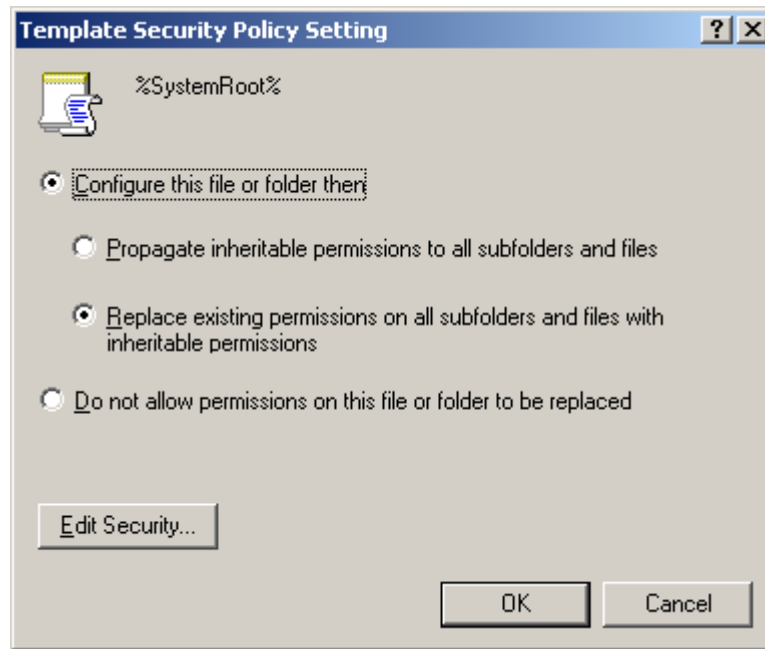 Template Security Policy Setting
%SystemRoot%
Configure this file or folder then
Propagate inheritable permissions to all subfolders and files
Replace existing permissions on all subfolders and files with
inheritable permissions
Do not allow permissions on this file or folder to be replaced
Edit Security...
OK Cancel